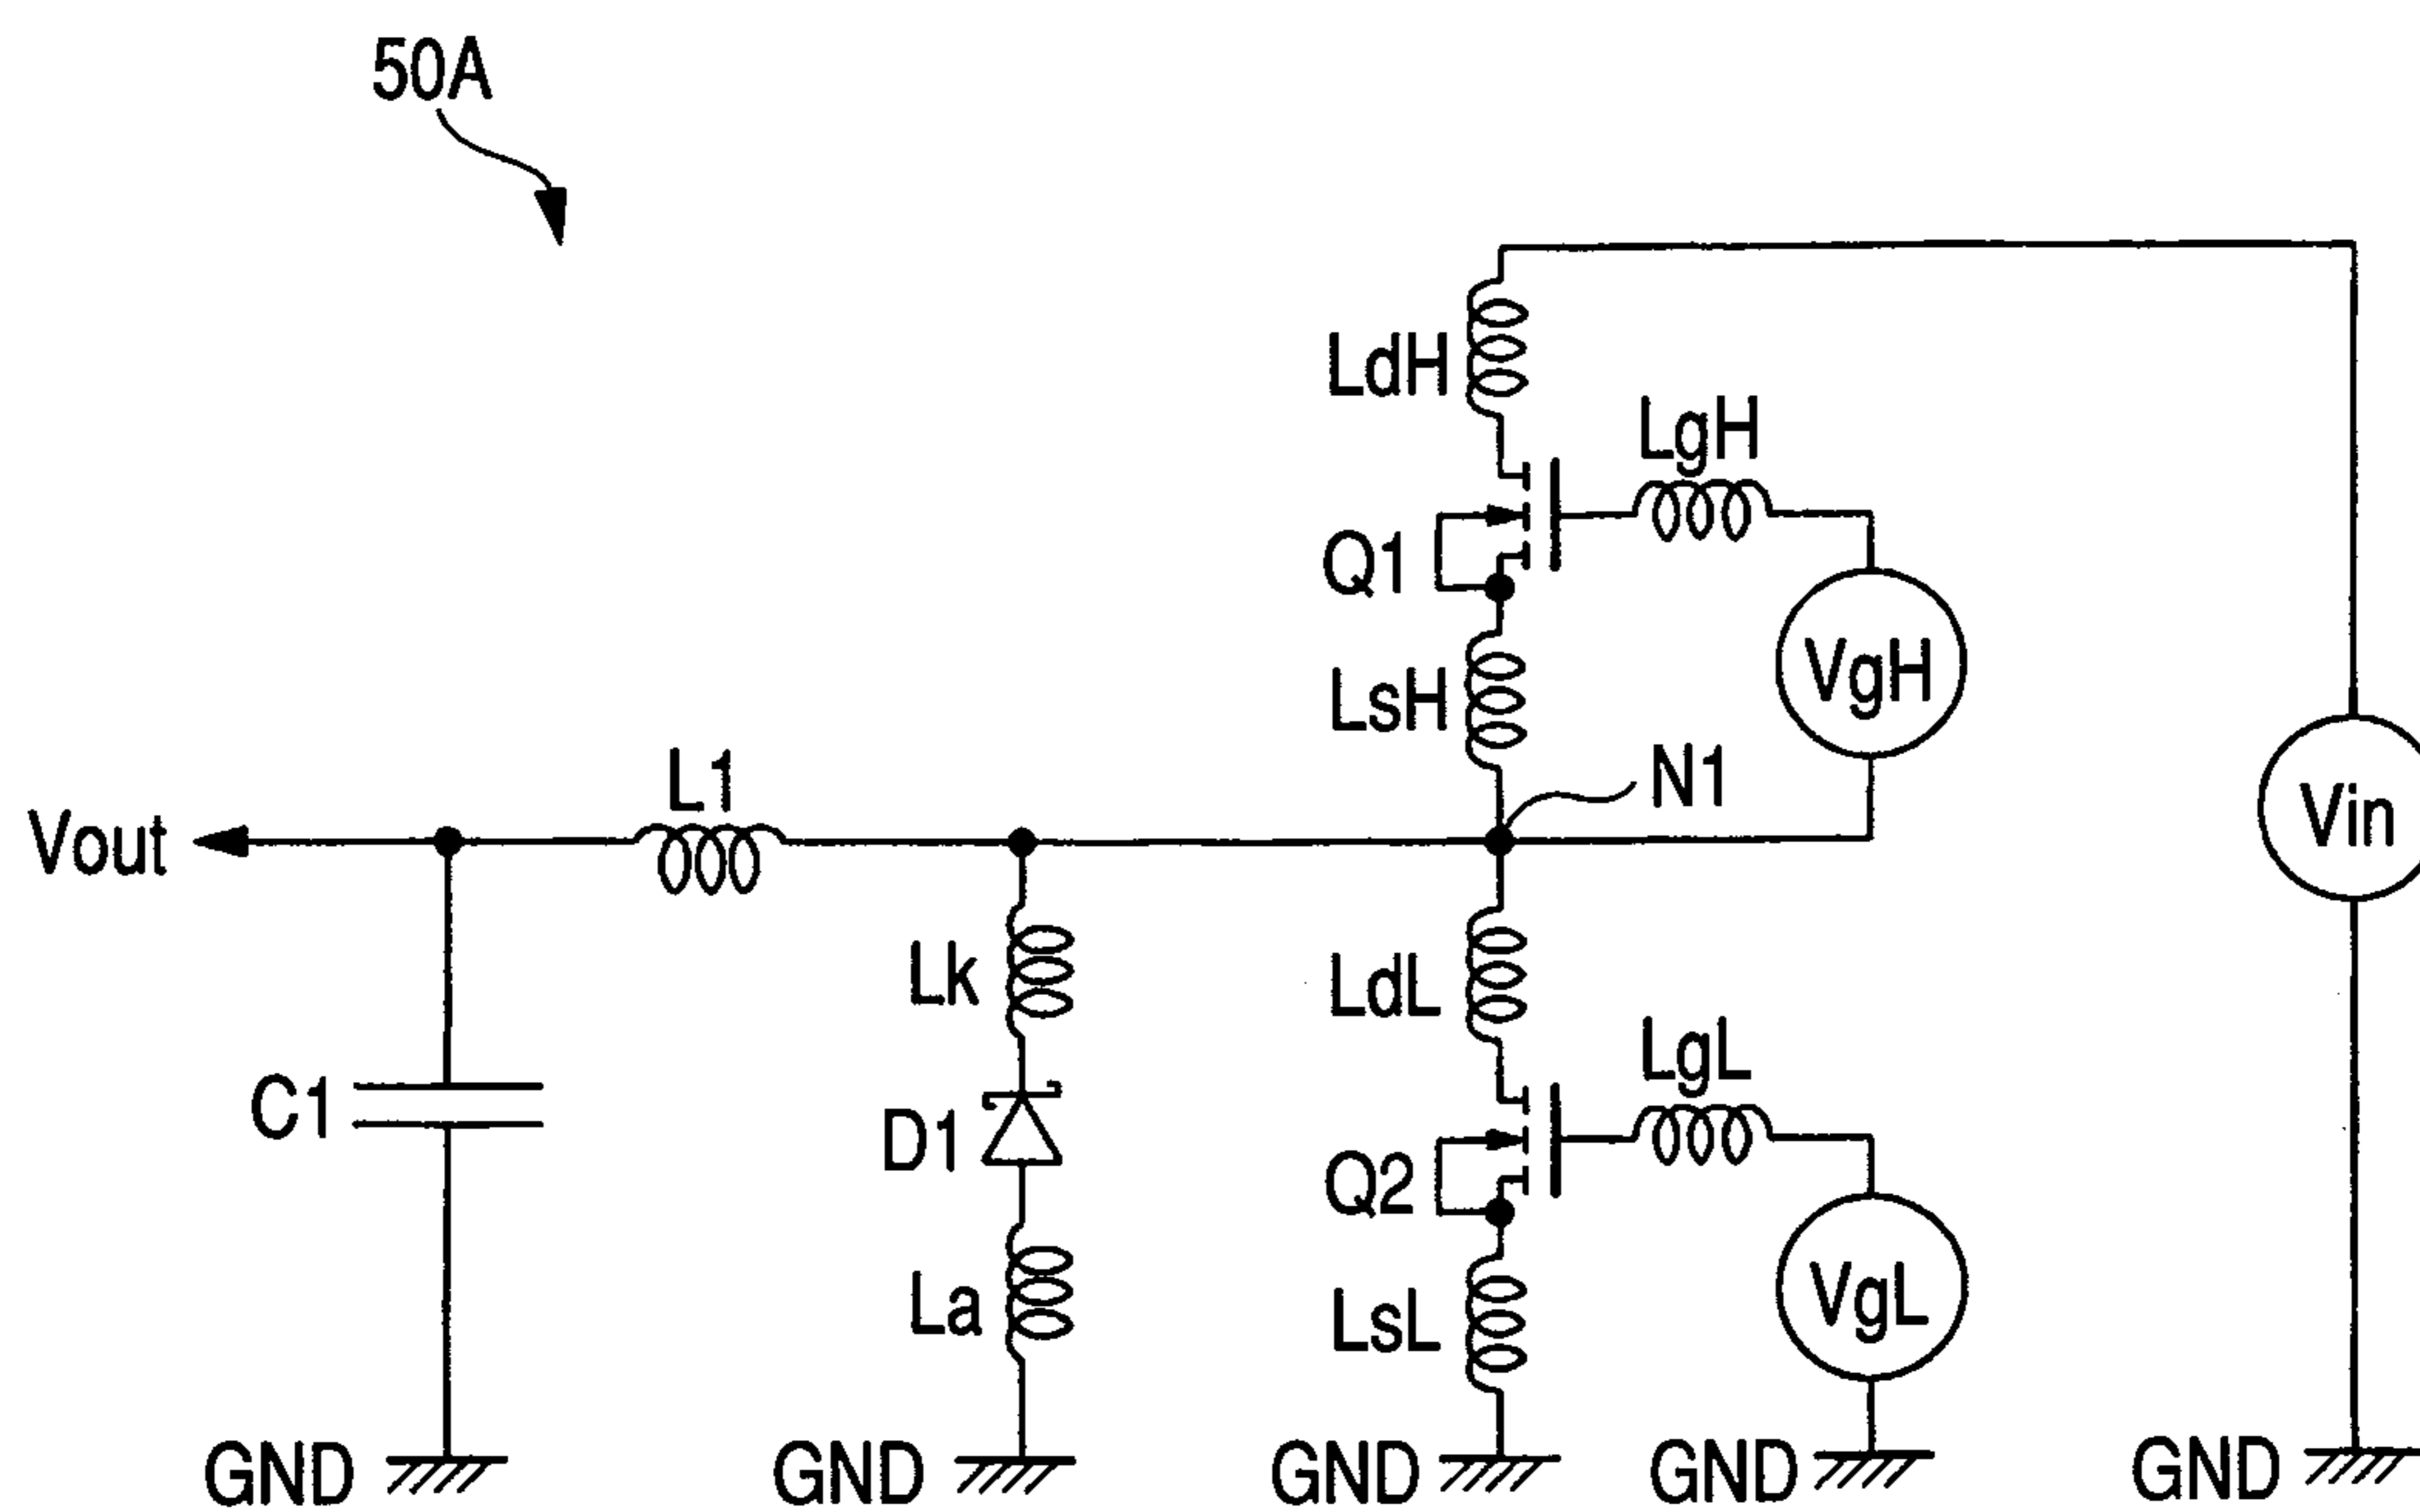 50A
LdH
LgH
Q1
VgH
LsH
N1
L1
Vout
Vin
Lk
LdL
LgL
C1
D1
Q2
La
LsL
VgL
GND
GND
GND
GND
GND